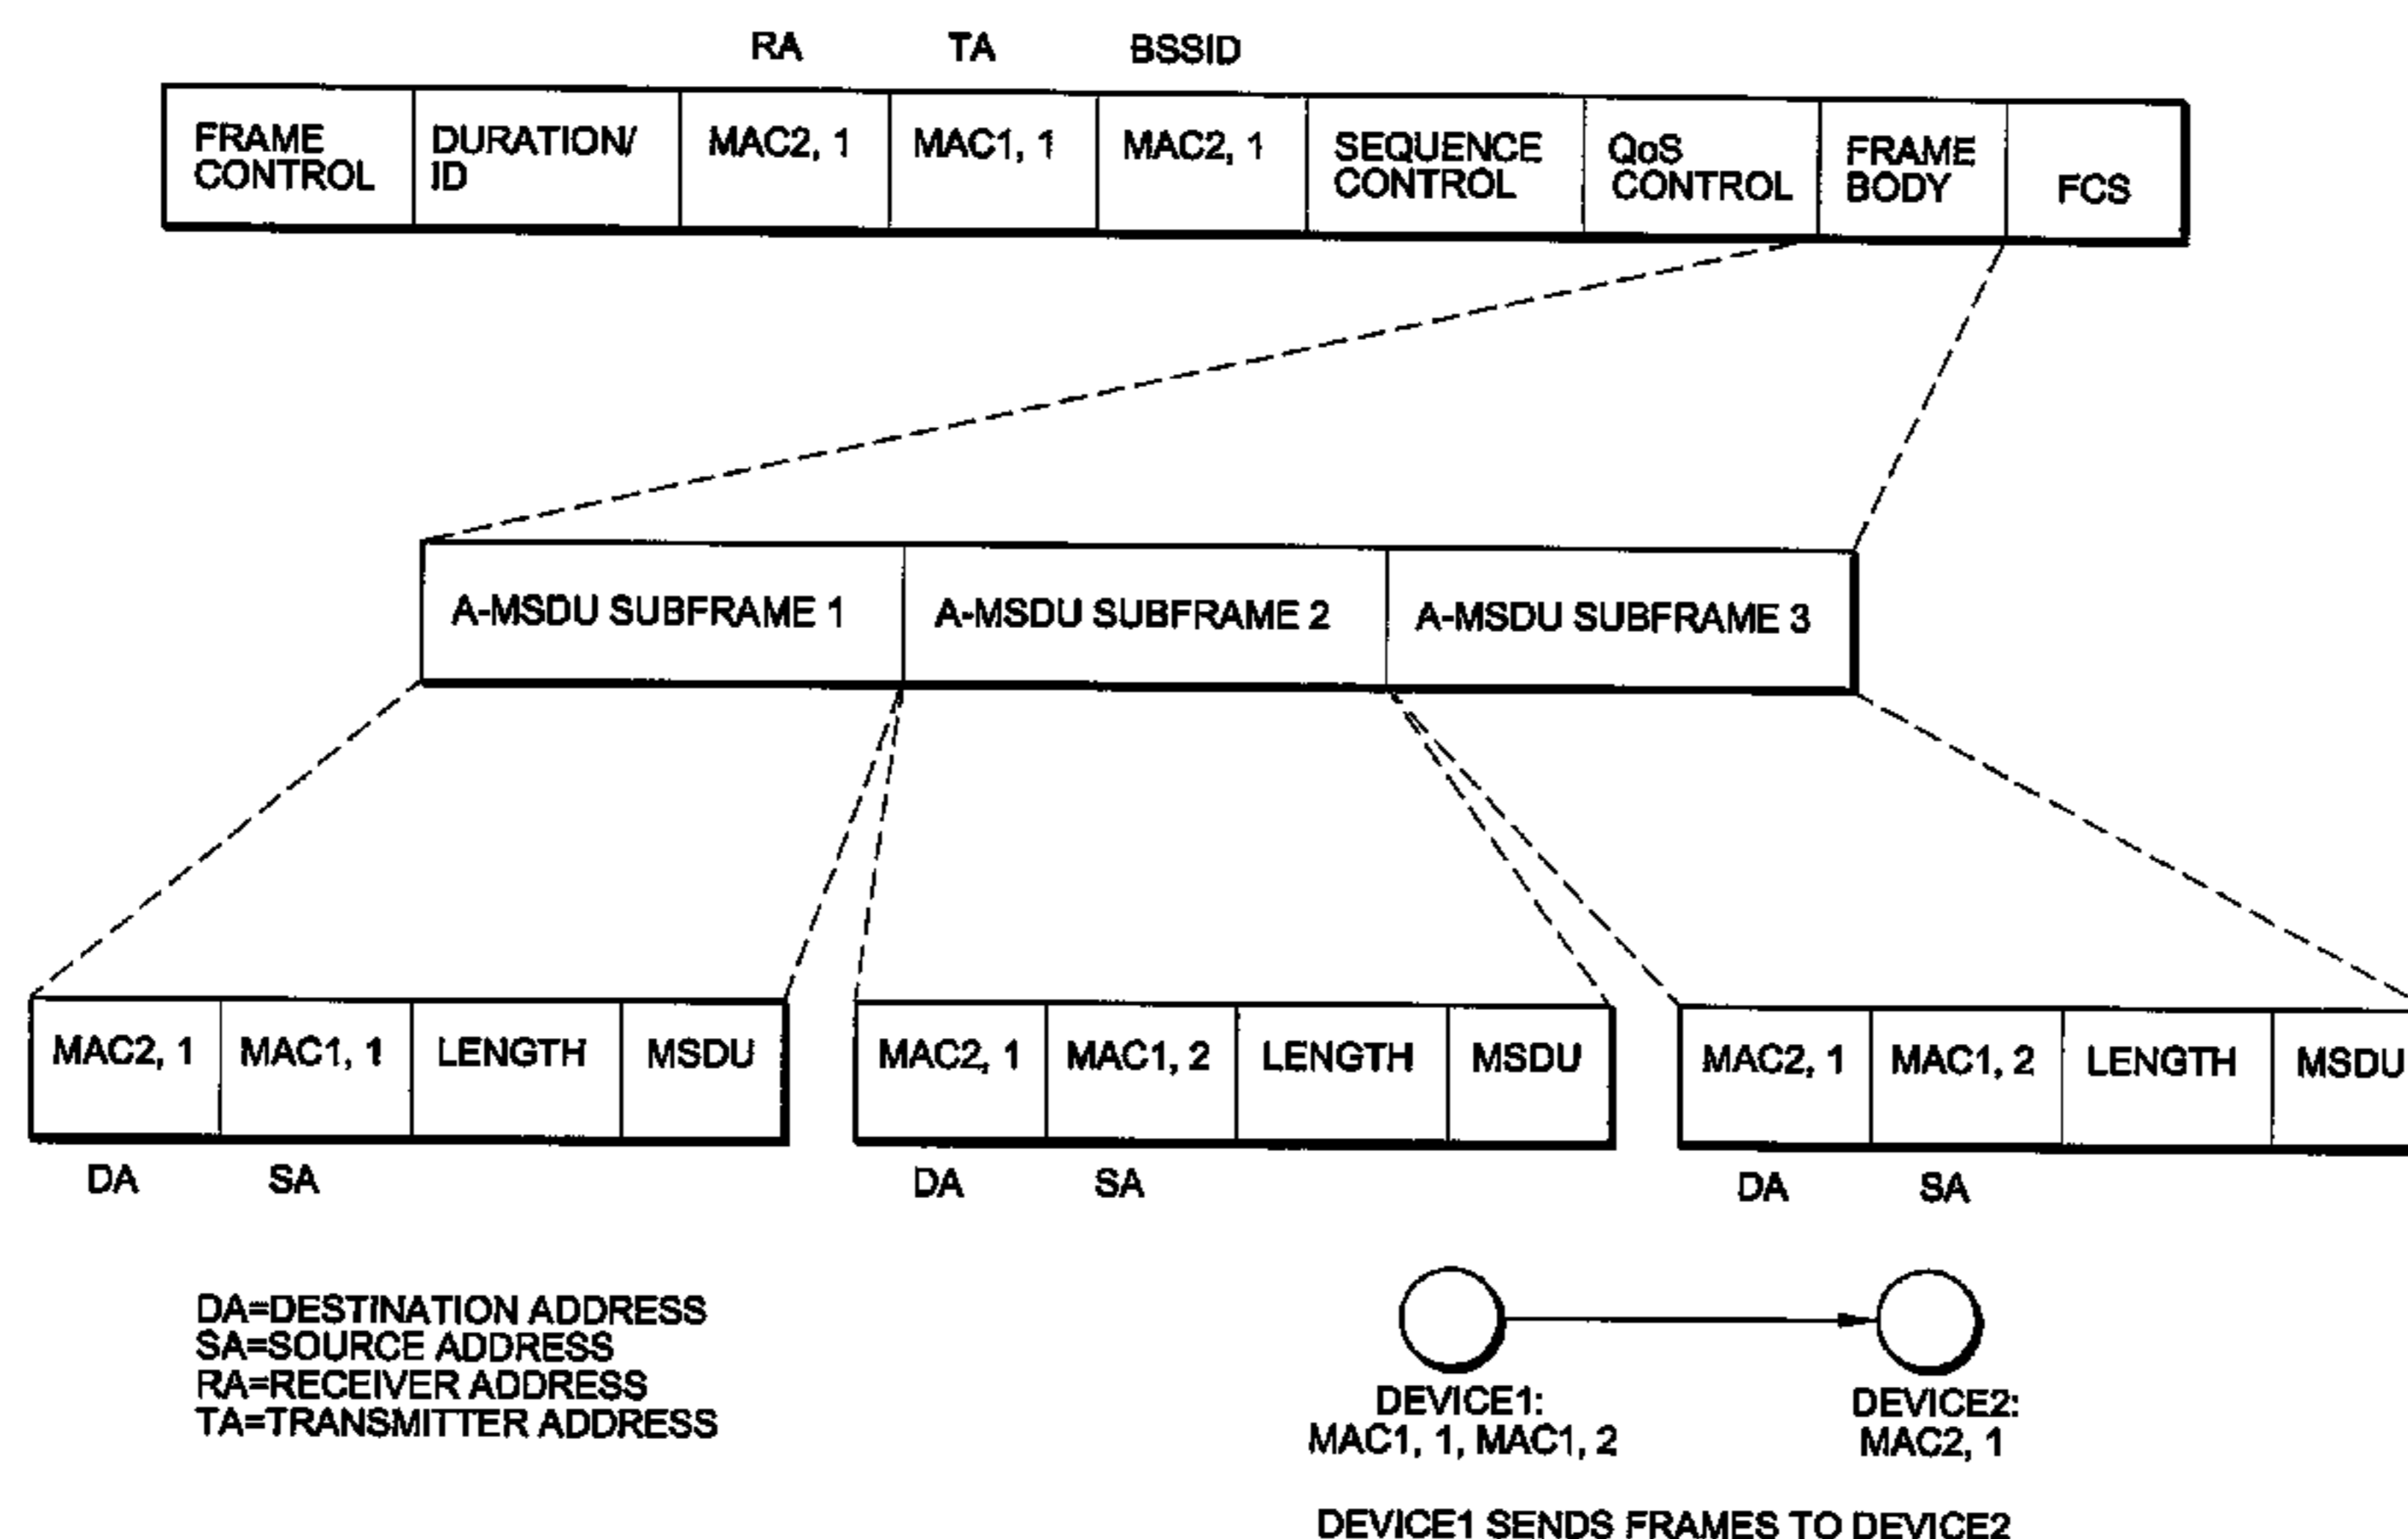 RA TA BSSID
FRAME CONTROL
DURATION/ ID
MAC2, 1
MAC1, 1
MAC2, 1
SEQUENCE CONTROL
QoS CONTROL
FRAME BODY
FCS
A-MSDU SUBFRAME 1
A-MSDU SUBFRAME 2
A-MSDU SUBFRAME 3
MAC2, 1 MAC1, 1 LENGTH MSDU
MAC2, 1 MAC1, 2 LENGTH MSDU
MAC2, 1 MAC1, 2 LENGTH MSDU
DA SA
DA SA
DA SA
DA=DESTINATION ADDRESS
SA=SOURCE ADDRESS
RA=RECEIVER ADDRESS
TA=TRANSMITTER ADDRESS
DEVICE1:
MAC1, 1, MAC1, 2
DEVICE2:
MAC2, 1
DEVICE1 SENDS FRAMES TO DEVICE2